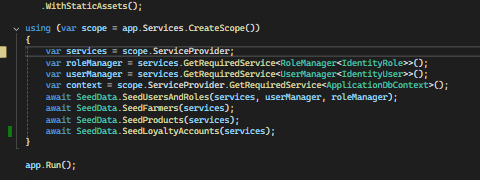 .WithStaticAssets();
using (var scope = app.Services.CreateScope())
{
var services = scope.ServiceProvider;
var roleManager = services.GetRequiredService<RoleManager<IdentityRole>>();
var userManager = services.GetRequiredService<UserManager<IdentityUser>>();
var context = scope.ServiceProvider.GetRequiredService<ApplicationDbContext>();
await SeedData.SeedUsersAndRoles(services, userManager, roleManager);
await SeedData.SeedFarmers(services);
await SeedData.SeedProducts(services);
await SeedData.SeedLoyaltyAccounts(services);
}
app.Run();